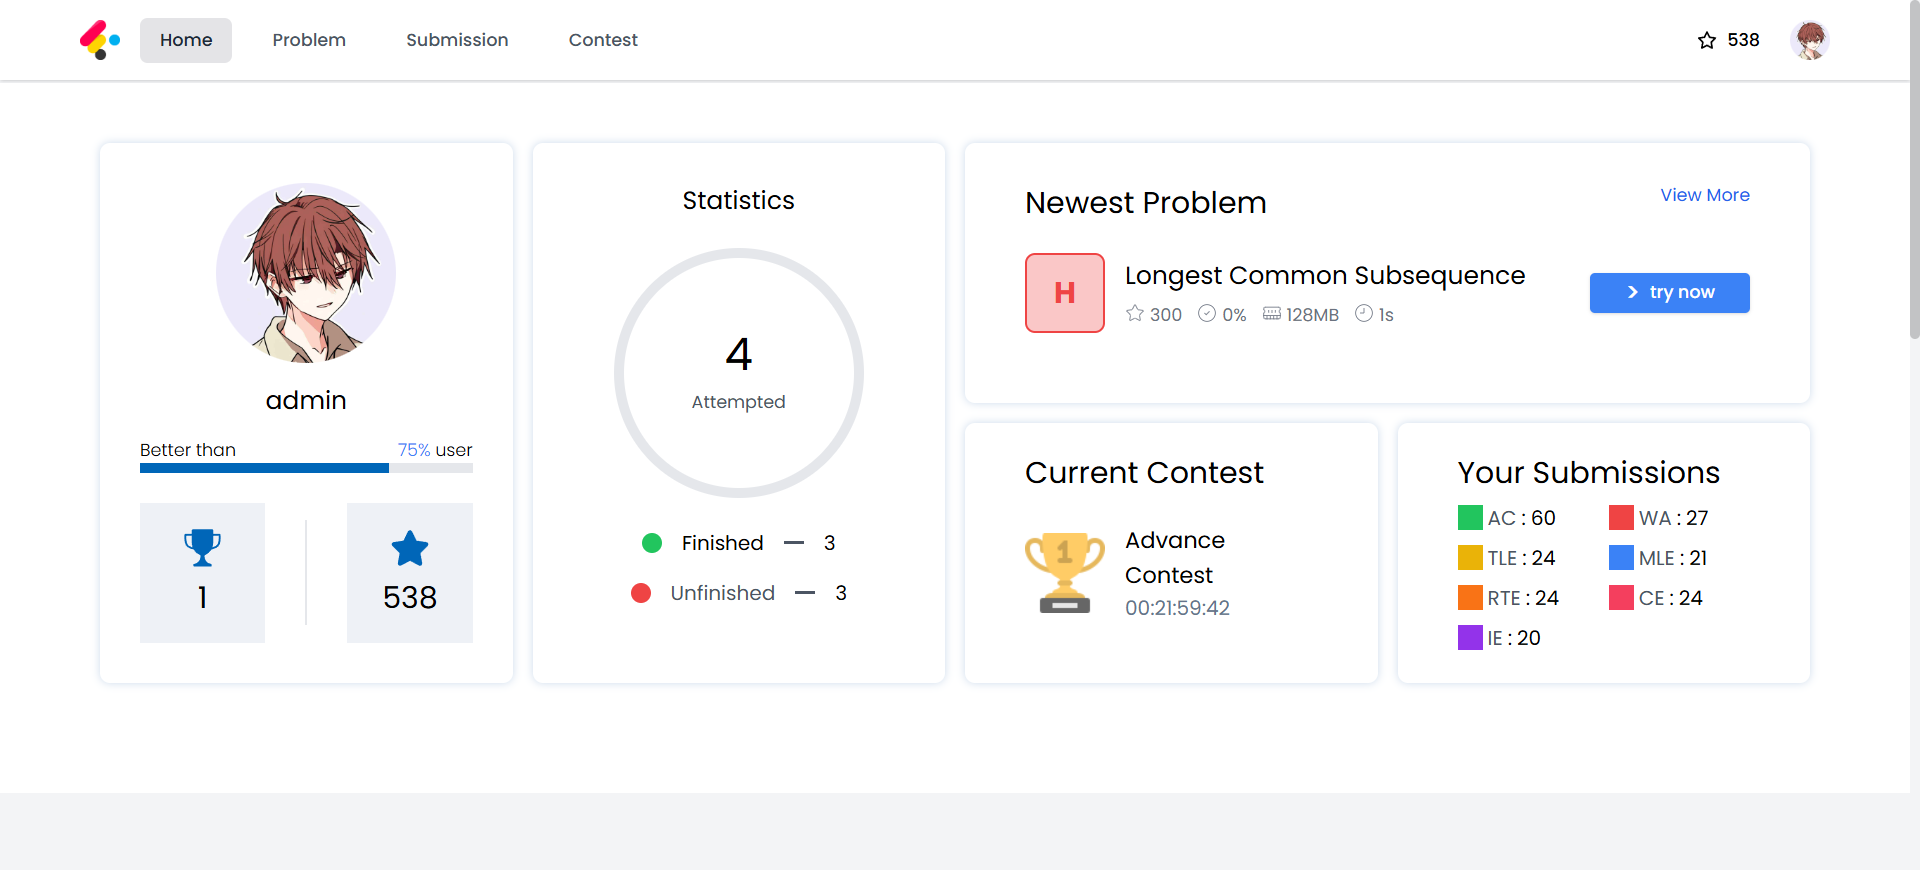 Home
Problem
Submission
Contest
538
admin
Better than
75% user
1
538
Statistics
4
Attempted
Finished — 3
Unfinished — 3
Newest Problem
View More
H
Longest Common Subsequence
300
0%
128MB
1s
try now
Current Contest
1
Advance
Contest
00:21:59:42
Your Submissions
AC : 60
WA : 27
TLE : 24
MLE : 21
RTE : 24
CE : 24
IE : 20